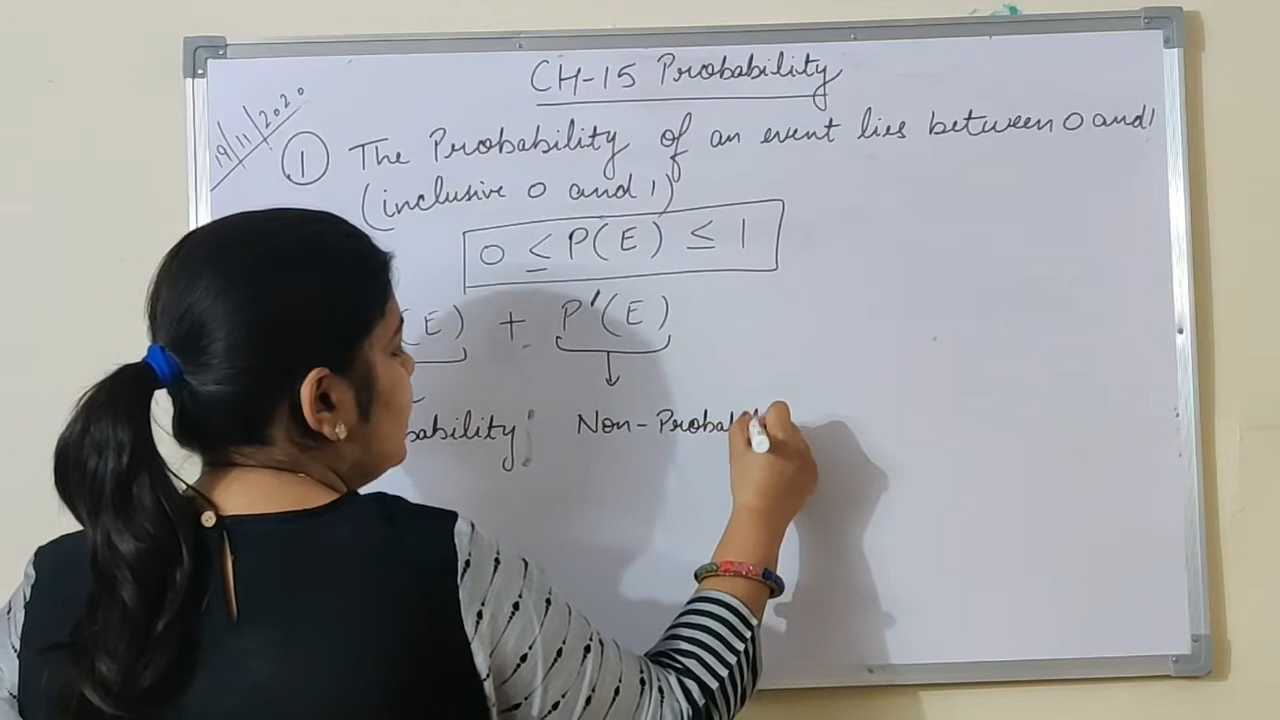 CH-15 Probability
19/11/2020
① The Probability of an event lies between 0 and 1
(inclusive 0 and 1)
0 ≤ P(E) ≤ 1
(E) + P'(E)
bability Non-Probab